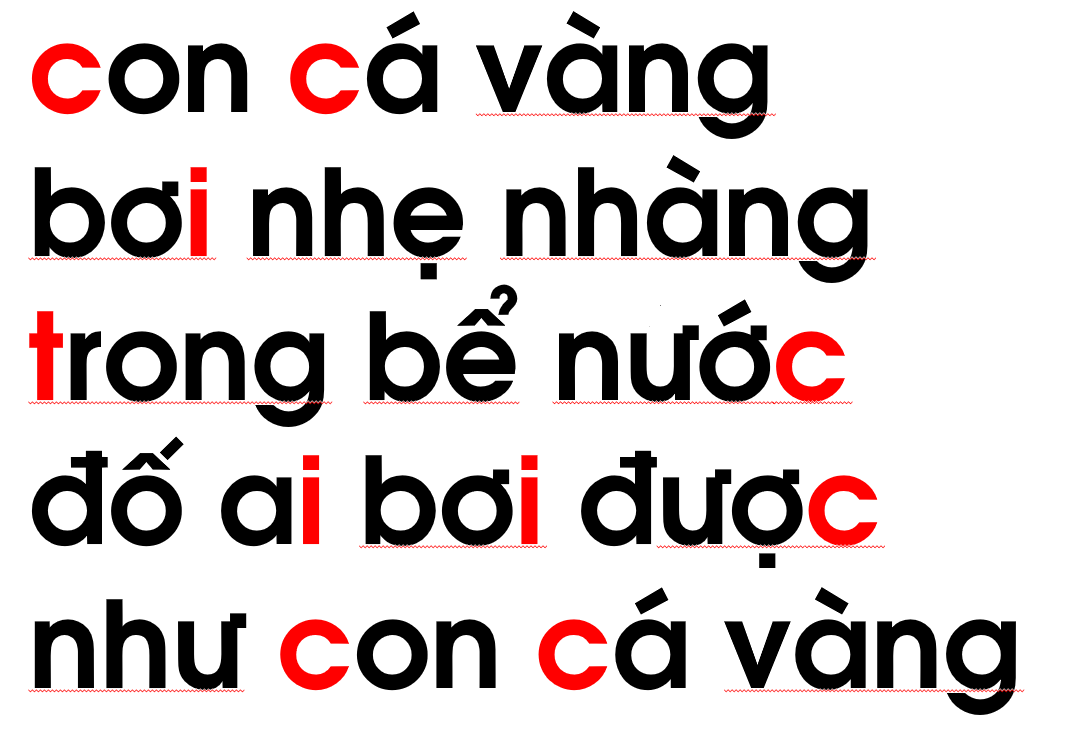 con cá vàng
bơi nhẹ nhàng
trong bể nước
đố ai bơi được
như con cá vàng